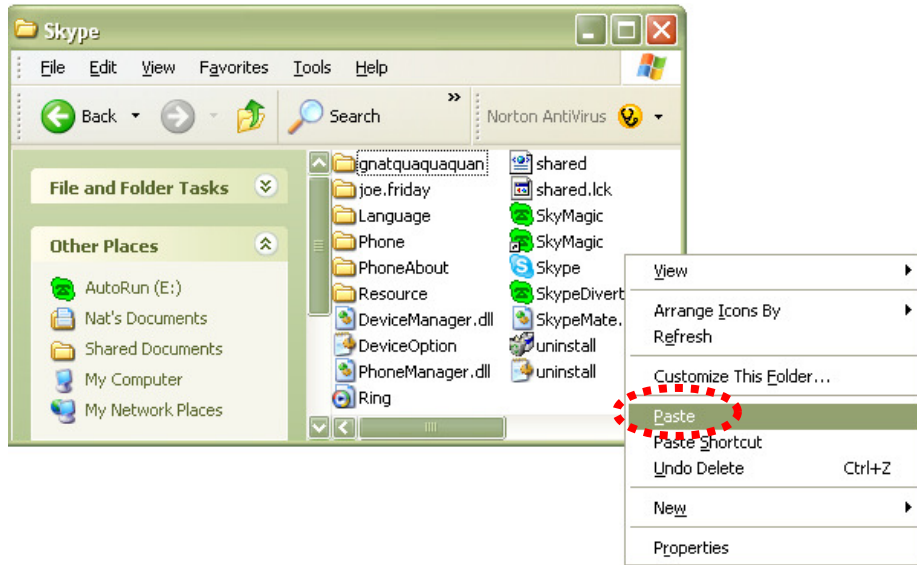 Skype
File Edit View Favorites Tools Help
Back Search » Norton AntiVirus
File and Folder Tasks
Other Places
AutoRun (E:)
Nat's Documents
Shared Documents
My Computer
My Network Places
gnatquaquaquan
joe.friday
Language
Phone
PhoneAbout
Resource
DeviceManager.dll
DeviceOption
PhoneManager.dll
Ring
shared
shared.lck
SkyMagic
SkyMagic
Skype
SkypeDivert
SkypeMate.
uninstall
uninstall
View
Arrange Icons By
Refresh
Customize This Folder...
Paste
Paste Shortcut
Undo Delete Ctrl+Z
New
Properties